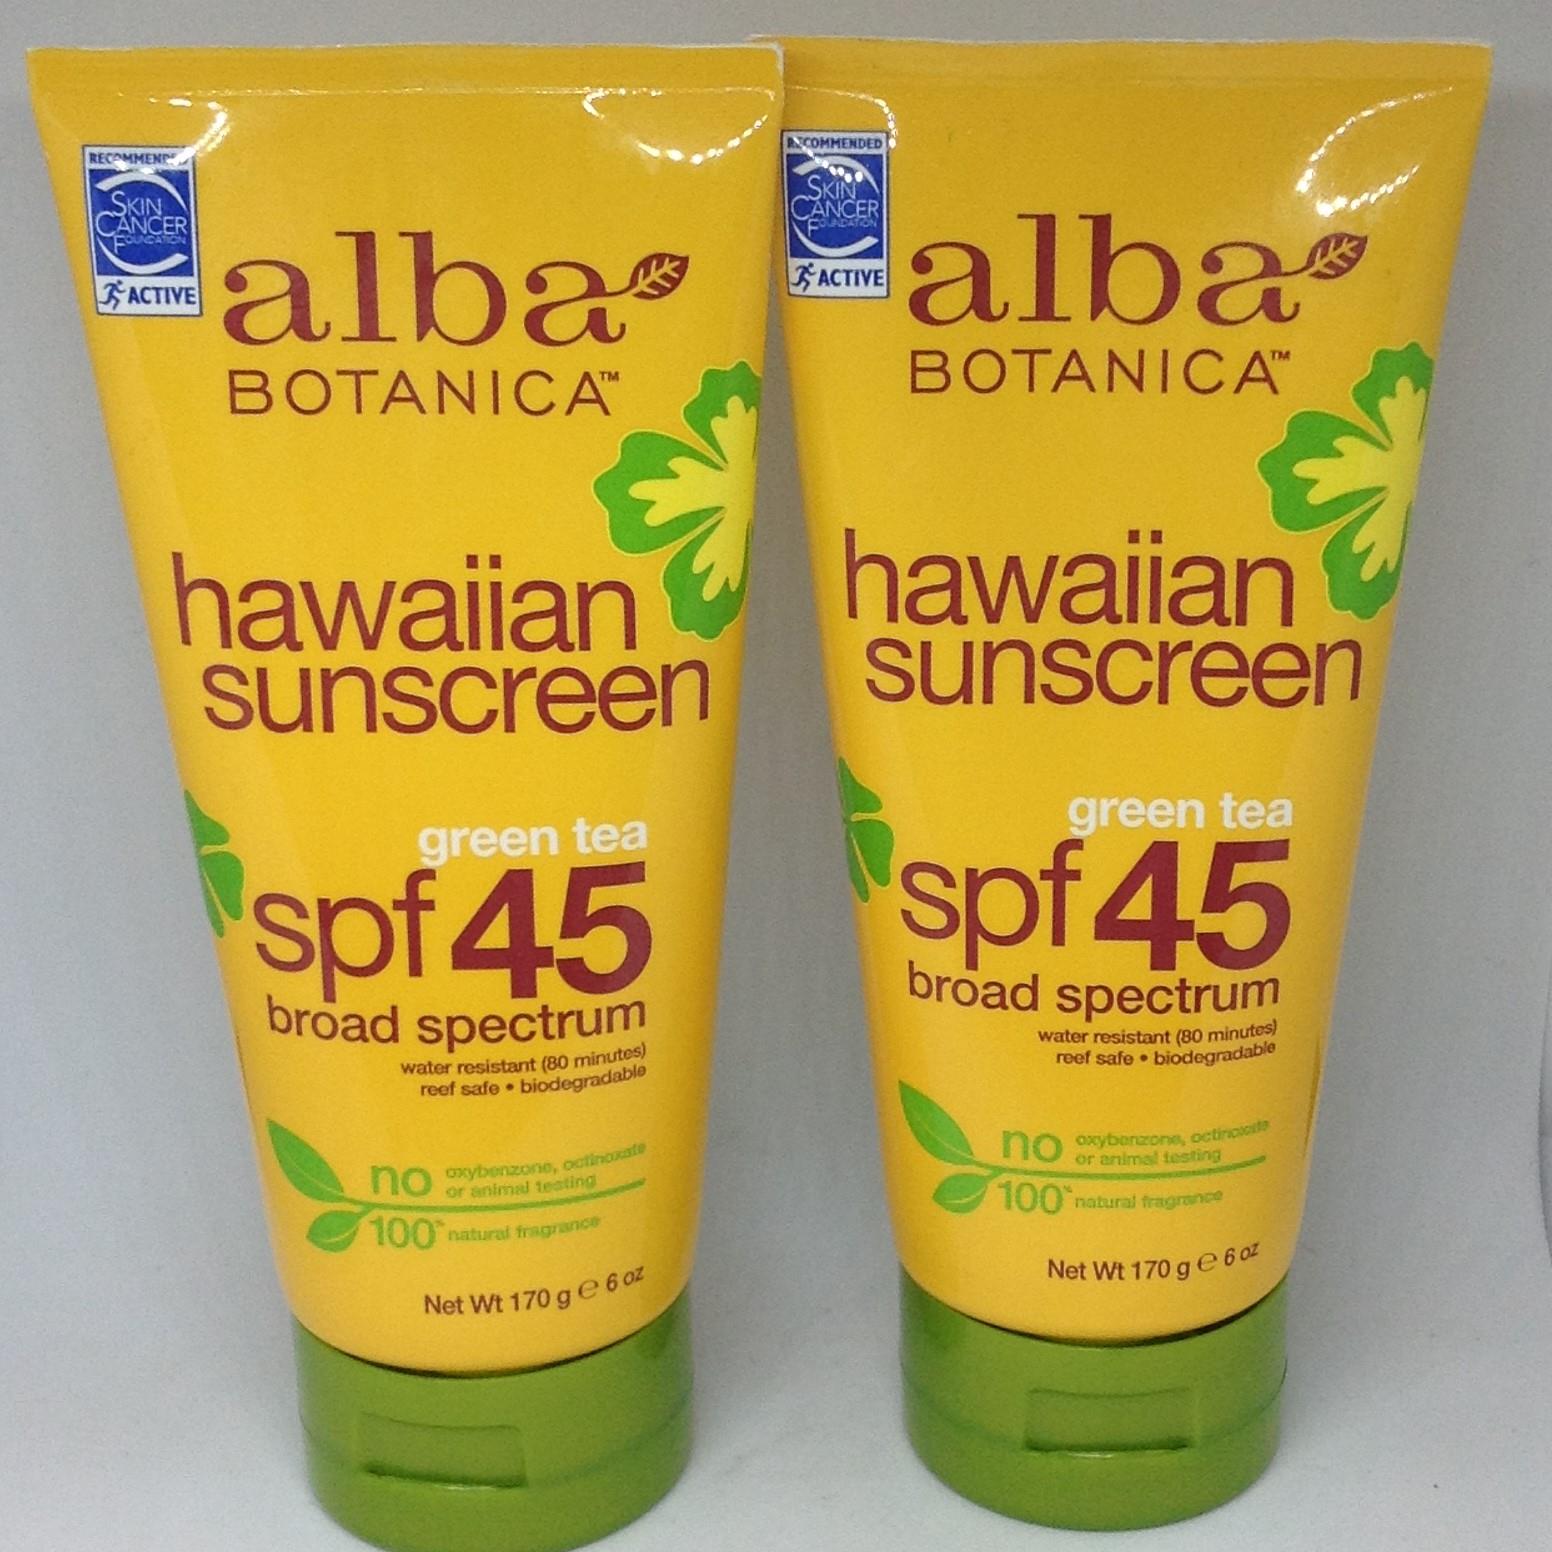 RECOMMENDED
SKIN
CANCER
FOUNDATION
ACTIVE
alba
BOTANICA™
hawaiian
sunscreen
green tea
spf 45
broad spectrum
water resistant (80 minutes)
reef safe • biodegradable
no oxybenzone, octinoxate
or animal testing
100% natural fragrance
Net Wt 170 g ℮ 6 oz
RECOMMENDED
SKIN
CANCER
FOUNDATION
ACTIVE
alba
BOTANICA™
hawaiian
sunscreen
green tea
spf 45
broad spectrum
water resistant (80 minutes)
reef safe • biodegradable
no oxybenzone, octinoxate
or animal testing
100% natural fragrance
Net Wt 170 g ℮ 6 oz